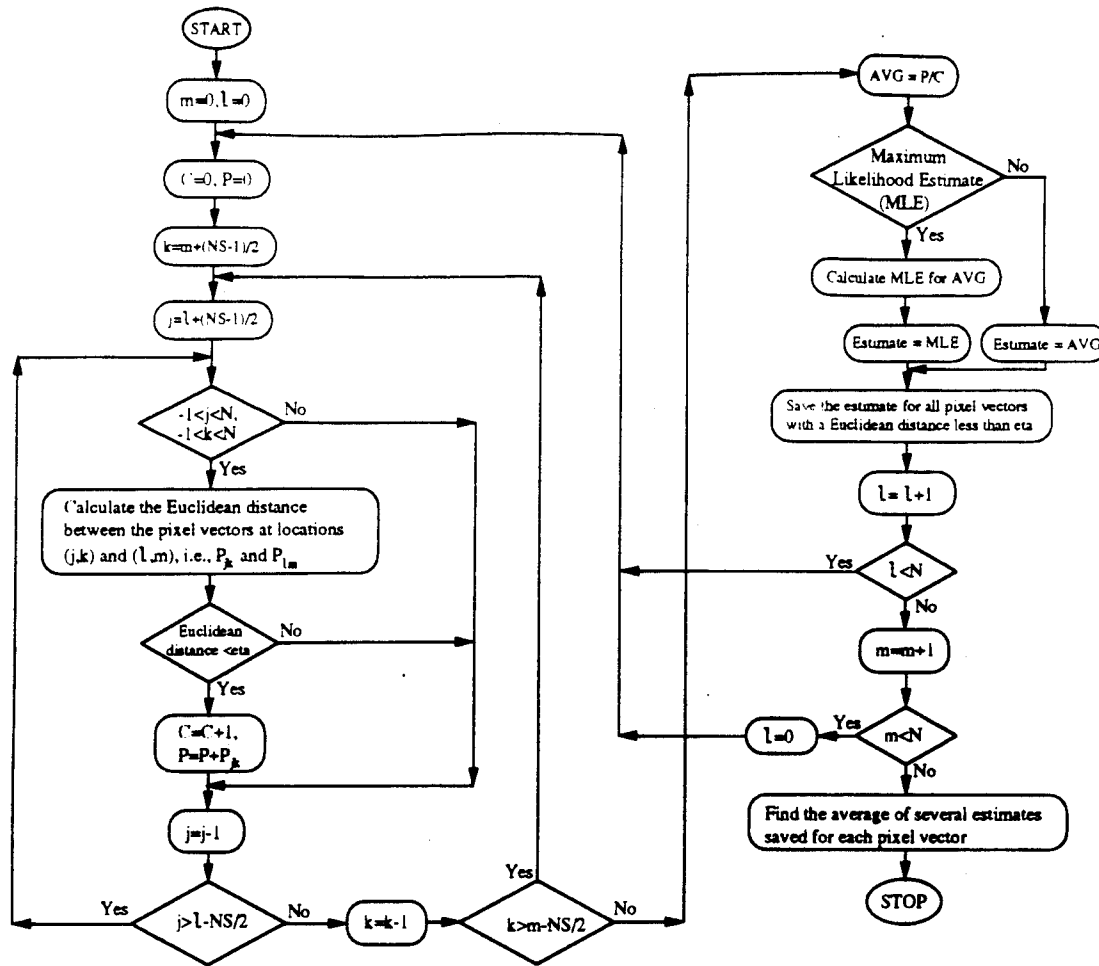 START
m=0,l=0
C=0, P=0
k=m+(NS-1)/2
j=l+(NS-1)/2
-1<j<N,
-1<k<N
No
Yes
Calculate the Euclidean distance
between the pixel vectors at locations
(j,k) and (l,m), i.e., P_jk and P_lm
Euclidean
distance <eta
No
Yes
C=C+1,
P=P+P_jk
j=j-1
Yes
j>l-NS/2
No
k=k-1
Yes
k>m-NS/2
No
AVG = P/C
Maximum
Likelihood Estimate
(MLE)
No
Yes
Calculate MLE for AVG
Estimate = MLE
Estimate = AVG
Save the estimate for all pixel vectors
with a Euclidean distance less than eta
l= l+1
Yes
l<N
No
m=m+1
l=0
Yes
m<N
No
Find the average of several estimates
saved for each pixel vector
STOP